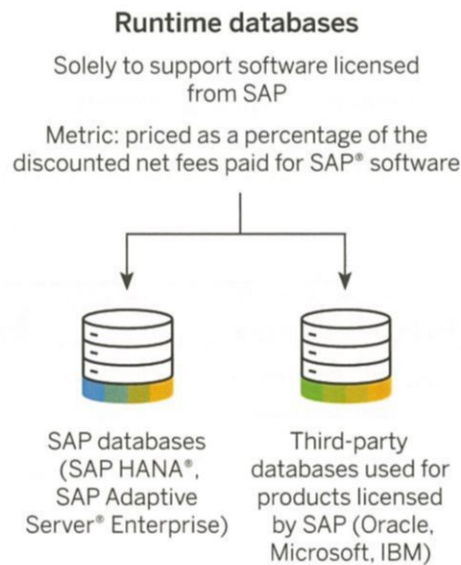 Runtime databases
Solely to support software licensed
from SAP
Metric: priced as a percentage of the
discounted net fees paid for SAP® software
SAP databases
(SAP HANA®,
SAP Adaptive
Server® Enterprise)
Third-party
databases used for
products licensed
by SAP (Oracle,
Microsoft, IBM)